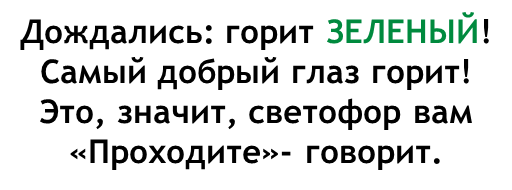 Дождались: горит ЗЕЛЕНЫЙ!
Самый добрый глаз горит!
Это, значит, светофор вам
«Проходите»- говорит.